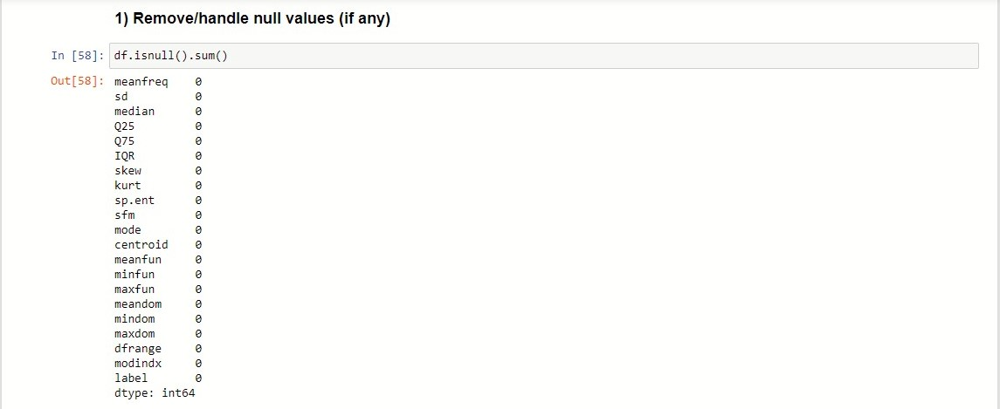 1) Remove/handle null values (if any)
In [58]: df.isnull().sum()
Out[58]: meanfreq 0
sd 0
median 0
Q25 0
Q75 0
IQR 0
skew 0
kurt 0
sp.ent 0
sfm 0
mode 0
centroid 0
meanfun 0
minfun 0
maxfun 0
meandom 0
mindom 0
maxdom 0
dfrange 0
modindx 0
label 0
dtype: int64